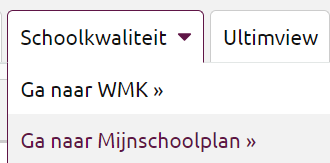 Schoolkwaliteit Ultimview
Ga naar WMK »
Ga naar Mijnschoolplan »